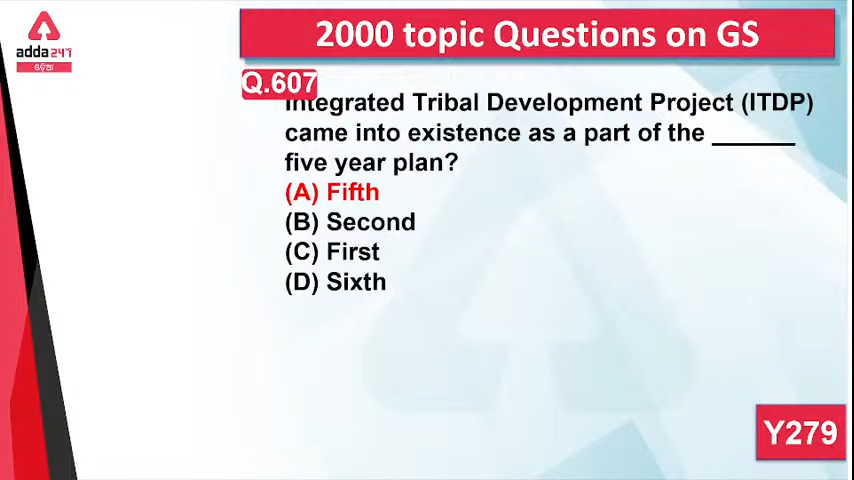 adda247
ଓଡ଼ିଆ
2000 topic Questions on GS
Q.607
Integrated Tribal Development Project (ITDP)
came into existence as a part of the ______
five year plan?
(A) Fifth
(B) Second
(C) First
(D) Sixth
Y279